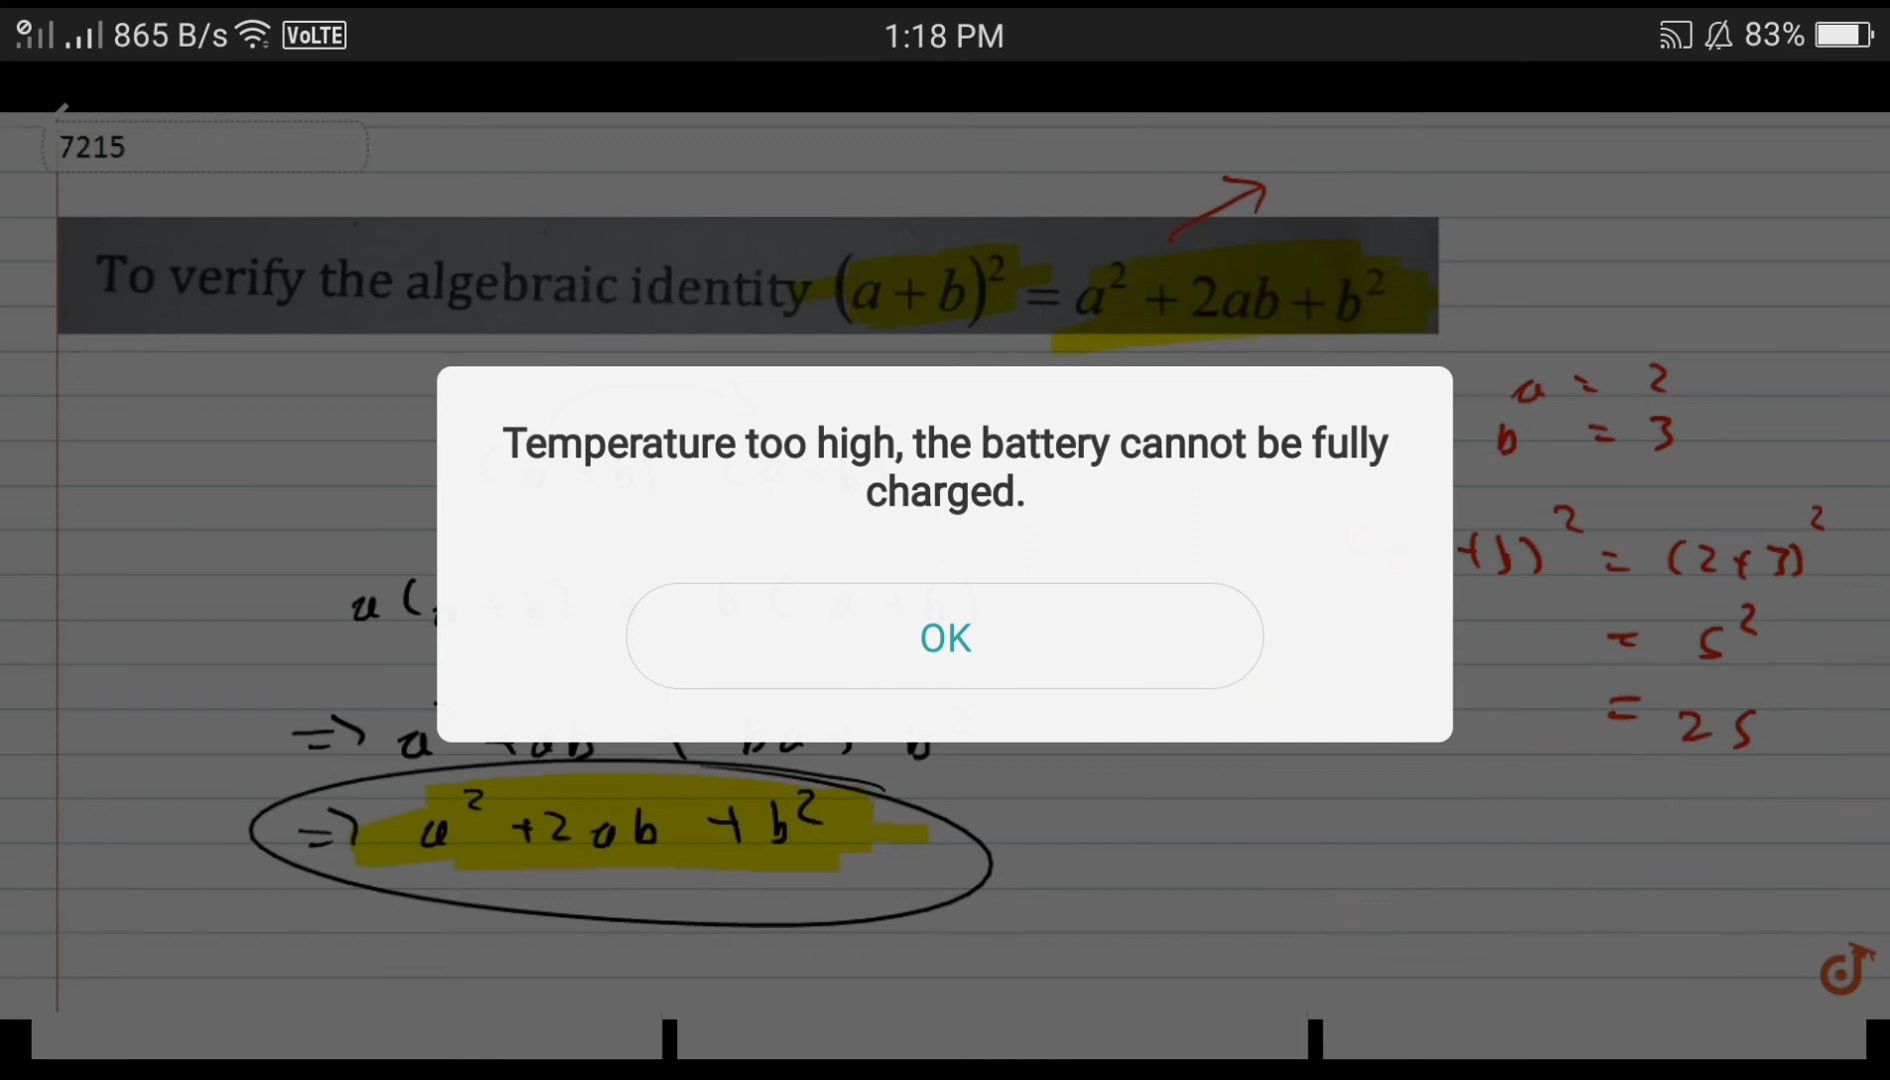 865 B/s VoLTE 1:18 PM 83%
7215
To verify the algebraic identity (a + b)² = a² + 2ab + b²
Temperature too high, the battery cannot be fully
charged.
OK
a = 2
b = 3
+b)² = (2+3)²
= 5²
= 25
a(
=> a² +2ab +b²